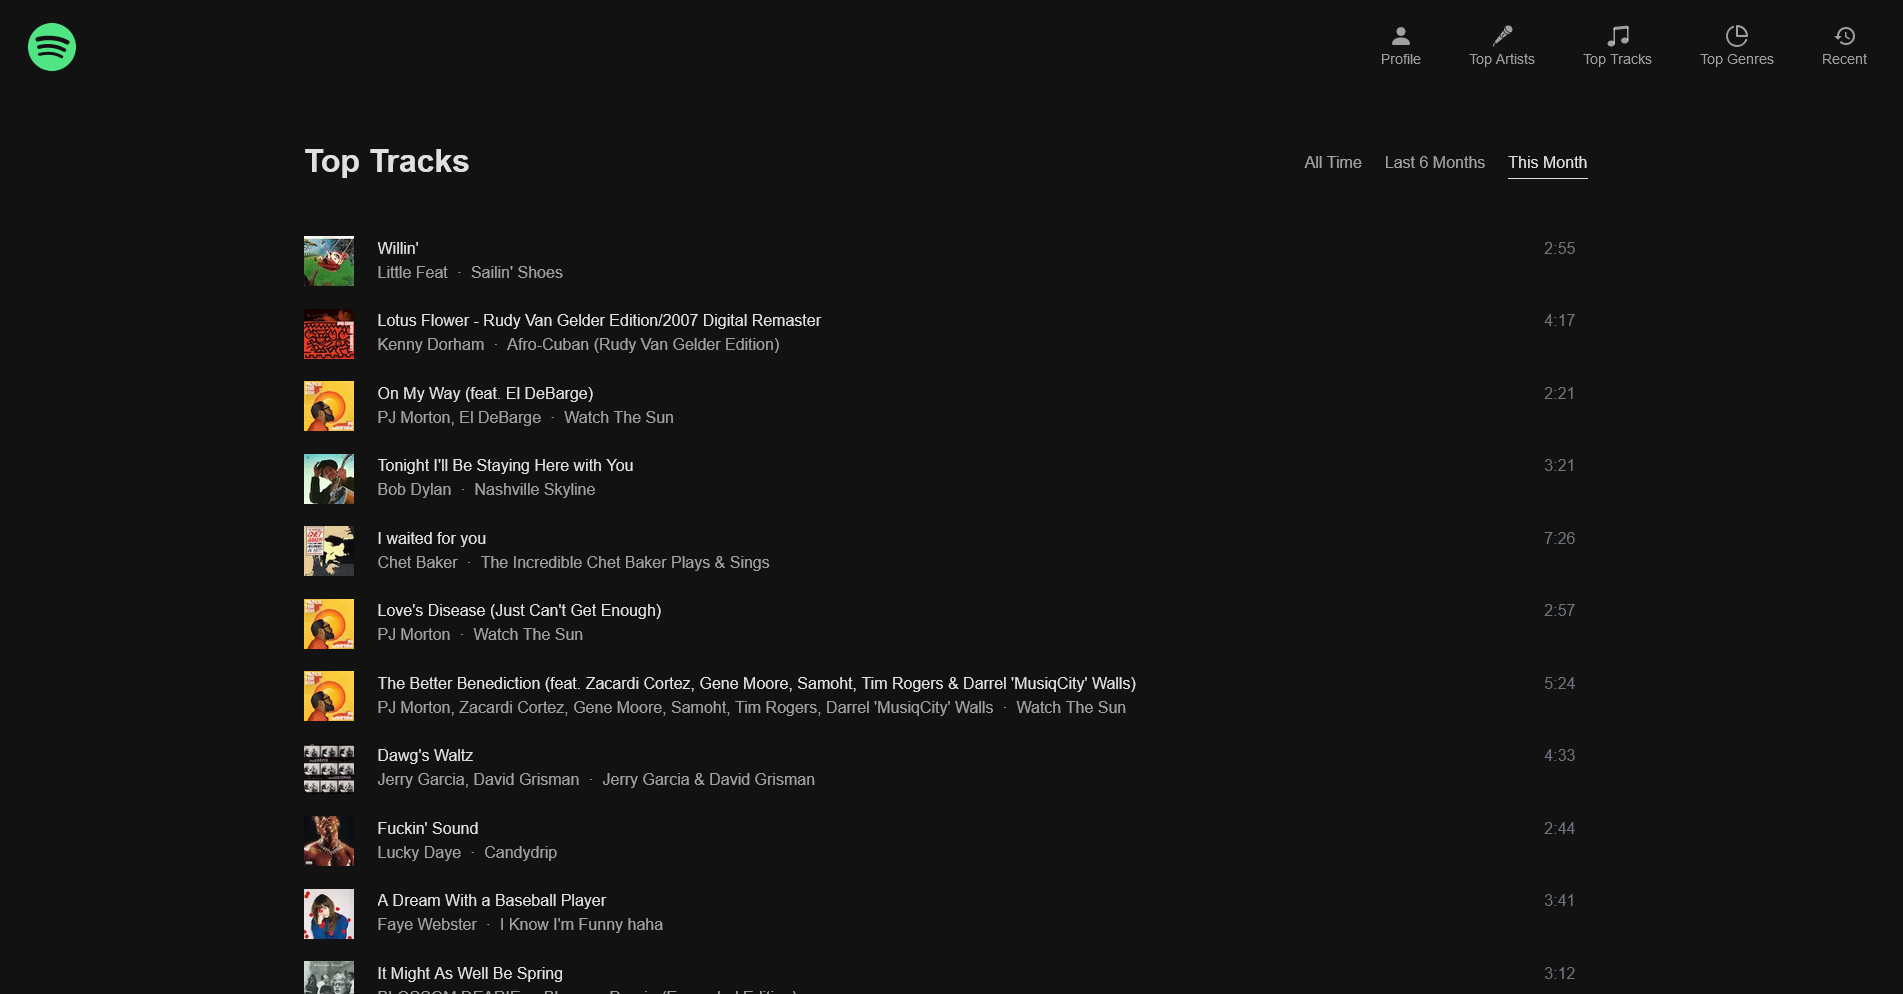 Profile
Top Artists
Top Tracks
Top Genres
Recent
Top Tracks
All Time
Last 6 Months
This Month
Willin' 2:55
Little Feat · Sailin' Shoes
Lotus Flower - Rudy Van Gelder Edition/2007 Digital Remaster 4:17
Kenny Dorham · Afro-Cuban (Rudy Van Gelder Edition)
On My Way (feat. El DeBarge) 2:21
PJ Morton, El DeBarge · Watch The Sun
Tonight I'll Be Staying Here with You 3:21
Bob Dylan · Nashville Skyline
I waited for you 7:26
Chet Baker · The Incredible Chet Baker Plays & Sings
Love's Disease (Just Can't Get Enough) 2:57
PJ Morton · Watch The Sun
The Better Benediction (feat. Zacardi Cortez, Gene Moore, Samoht, Tim Rogers & Darrel 'MusiqCity' Walls) 5:24
PJ Morton, Zacardi Cortez, Gene Moore, Samoht, Tim Rogers, Darrel 'MusiqCity' Walls · Watch The Sun
Dawg's Waltz 4:33
Jerry Garcia, David Grisman · Jerry Garcia & David Grisman
Fuckin' Sound 2:44
Lucky Daye · Candydrip
A Dream With a Baseball Player 3:41
Faye Webster · I Know I'm Funny haha
It Might As Well Be Spring 3:12